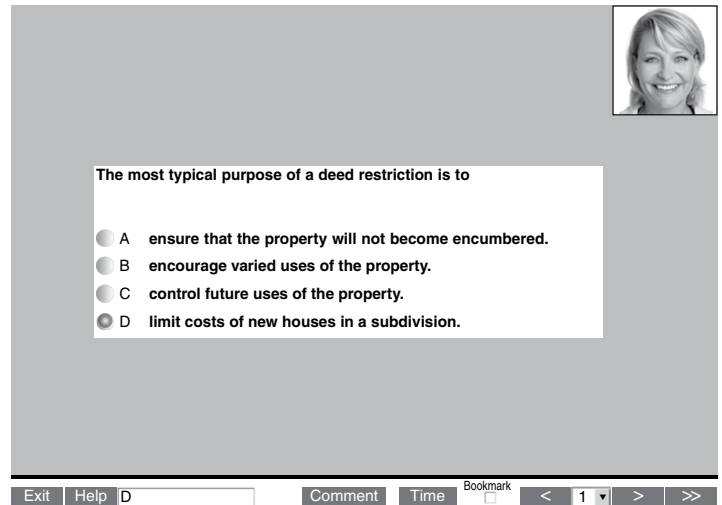 The most typical purpose of a deed restriction is to
A ensure that the property will not become encumbered.
B encourage varied uses of the property.
C control future uses of the property.
D limit costs of new houses in a subdivision.
Bookmark
Exit Help D Comment Time < 1 ▼ > >>